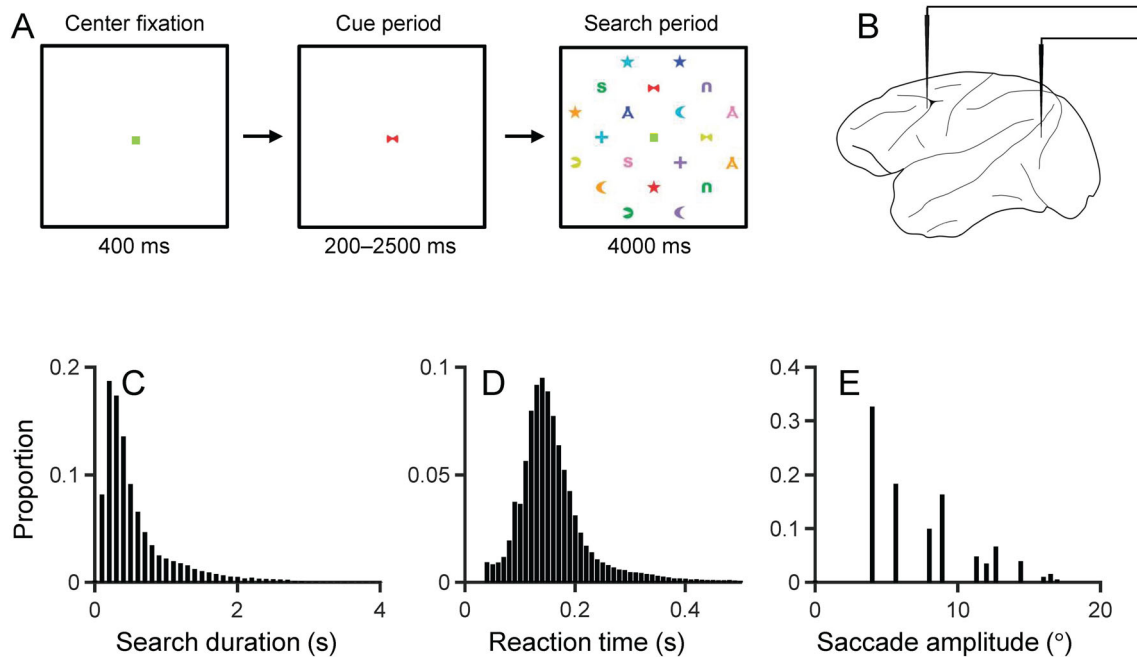 A
Center fixation
Cue period
Search period
B
S
U
A
A
S
A
U
400 ms
200–2500 ms
4000 ms
C
D
E
0.2
0.1
0
0.1
0.05
0
0.4
0.3
0.2
0.1
0
Proportion
0
2
4
0
0.2
0.4
0
10
20
Search duration (s)
Reaction time (s)
Saccade amplitude (°)